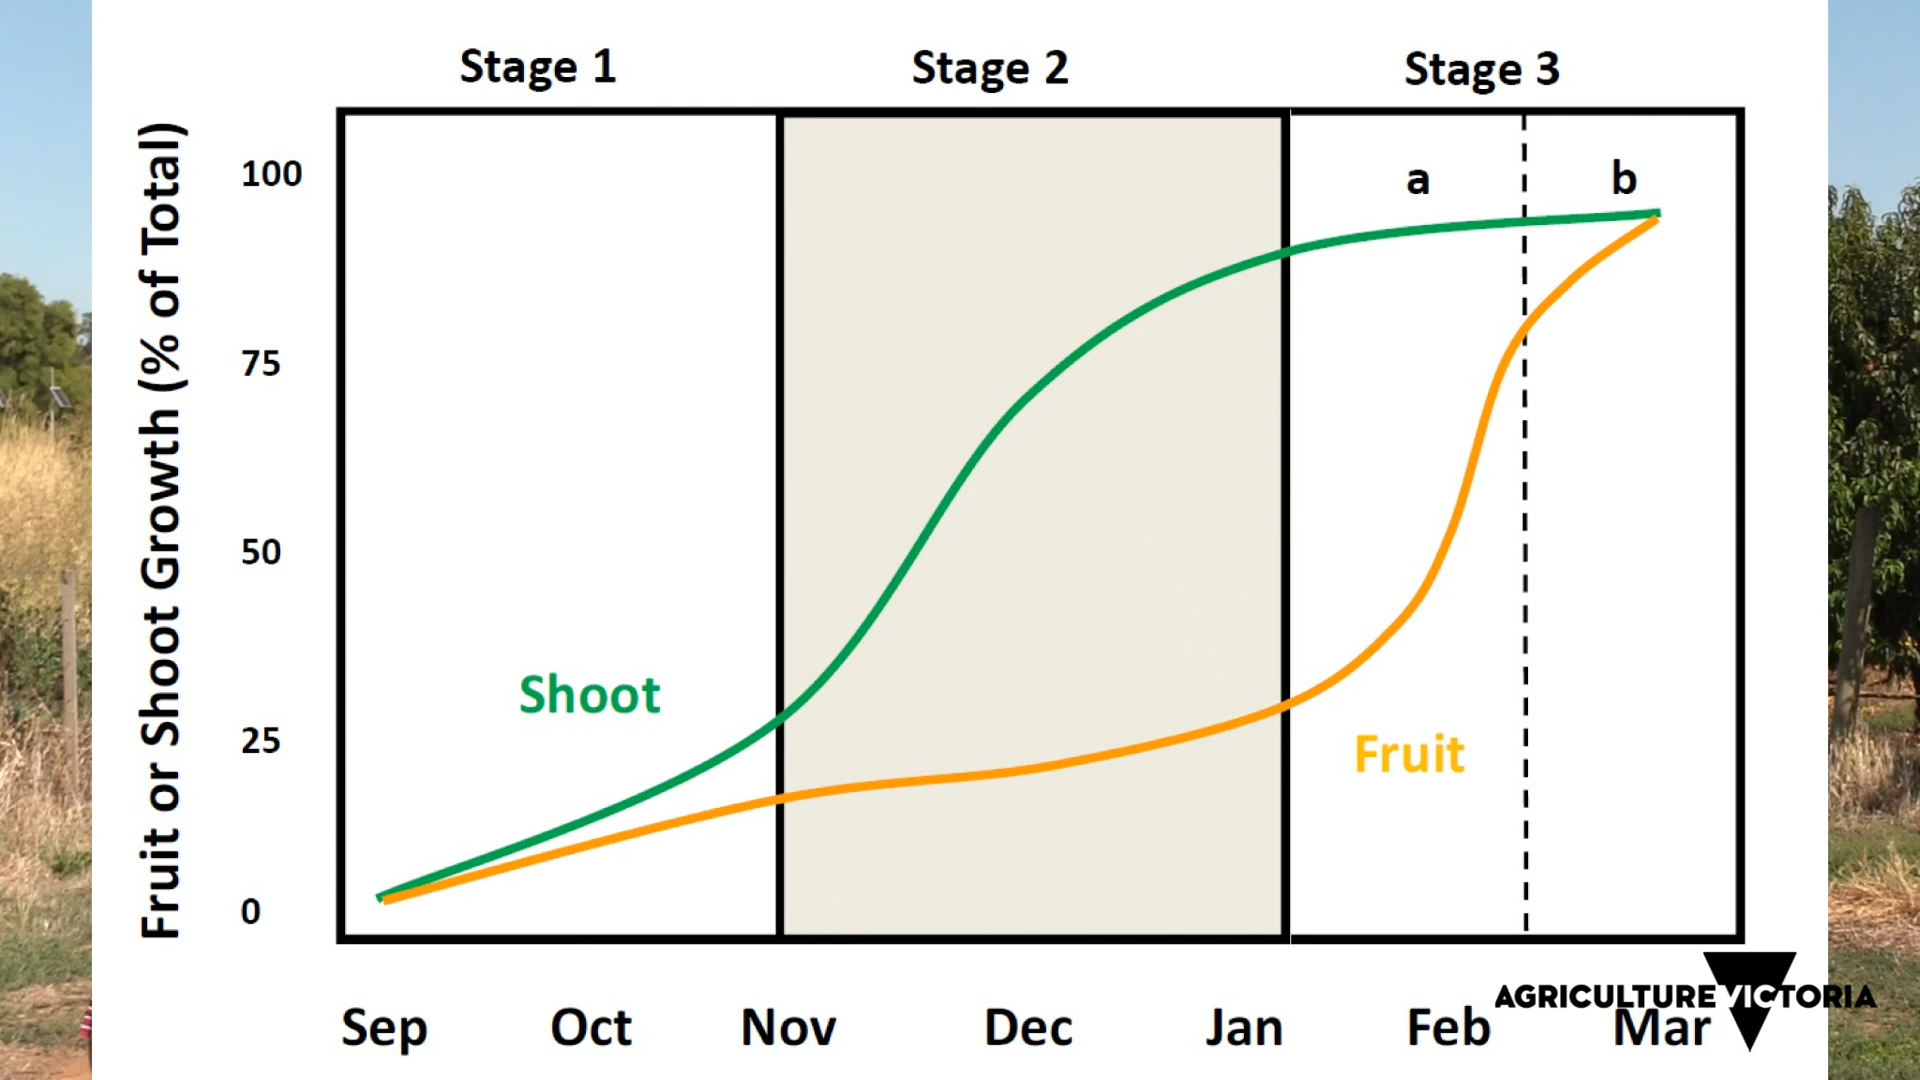 Stage 1
Stage 2
Stage 3
Fruit or Shoot Growth (% of Total)
100
75
50
25
0
a
b
Shoot
Fruit
Sep
Oct
Nov
Dec
Jan
Feb
Mar
AGRICULTURE VICTORIA